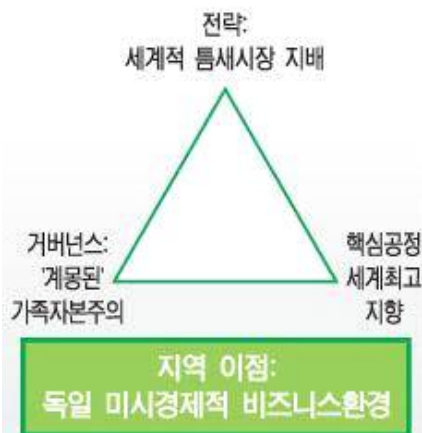 전략:
세계적 틈새시장 지배
거버넌스:
'계몽된'
가족자본주의
핵심공정
세계최고
지향
지역 이점:
독일 미시경제적 비즈니스환경